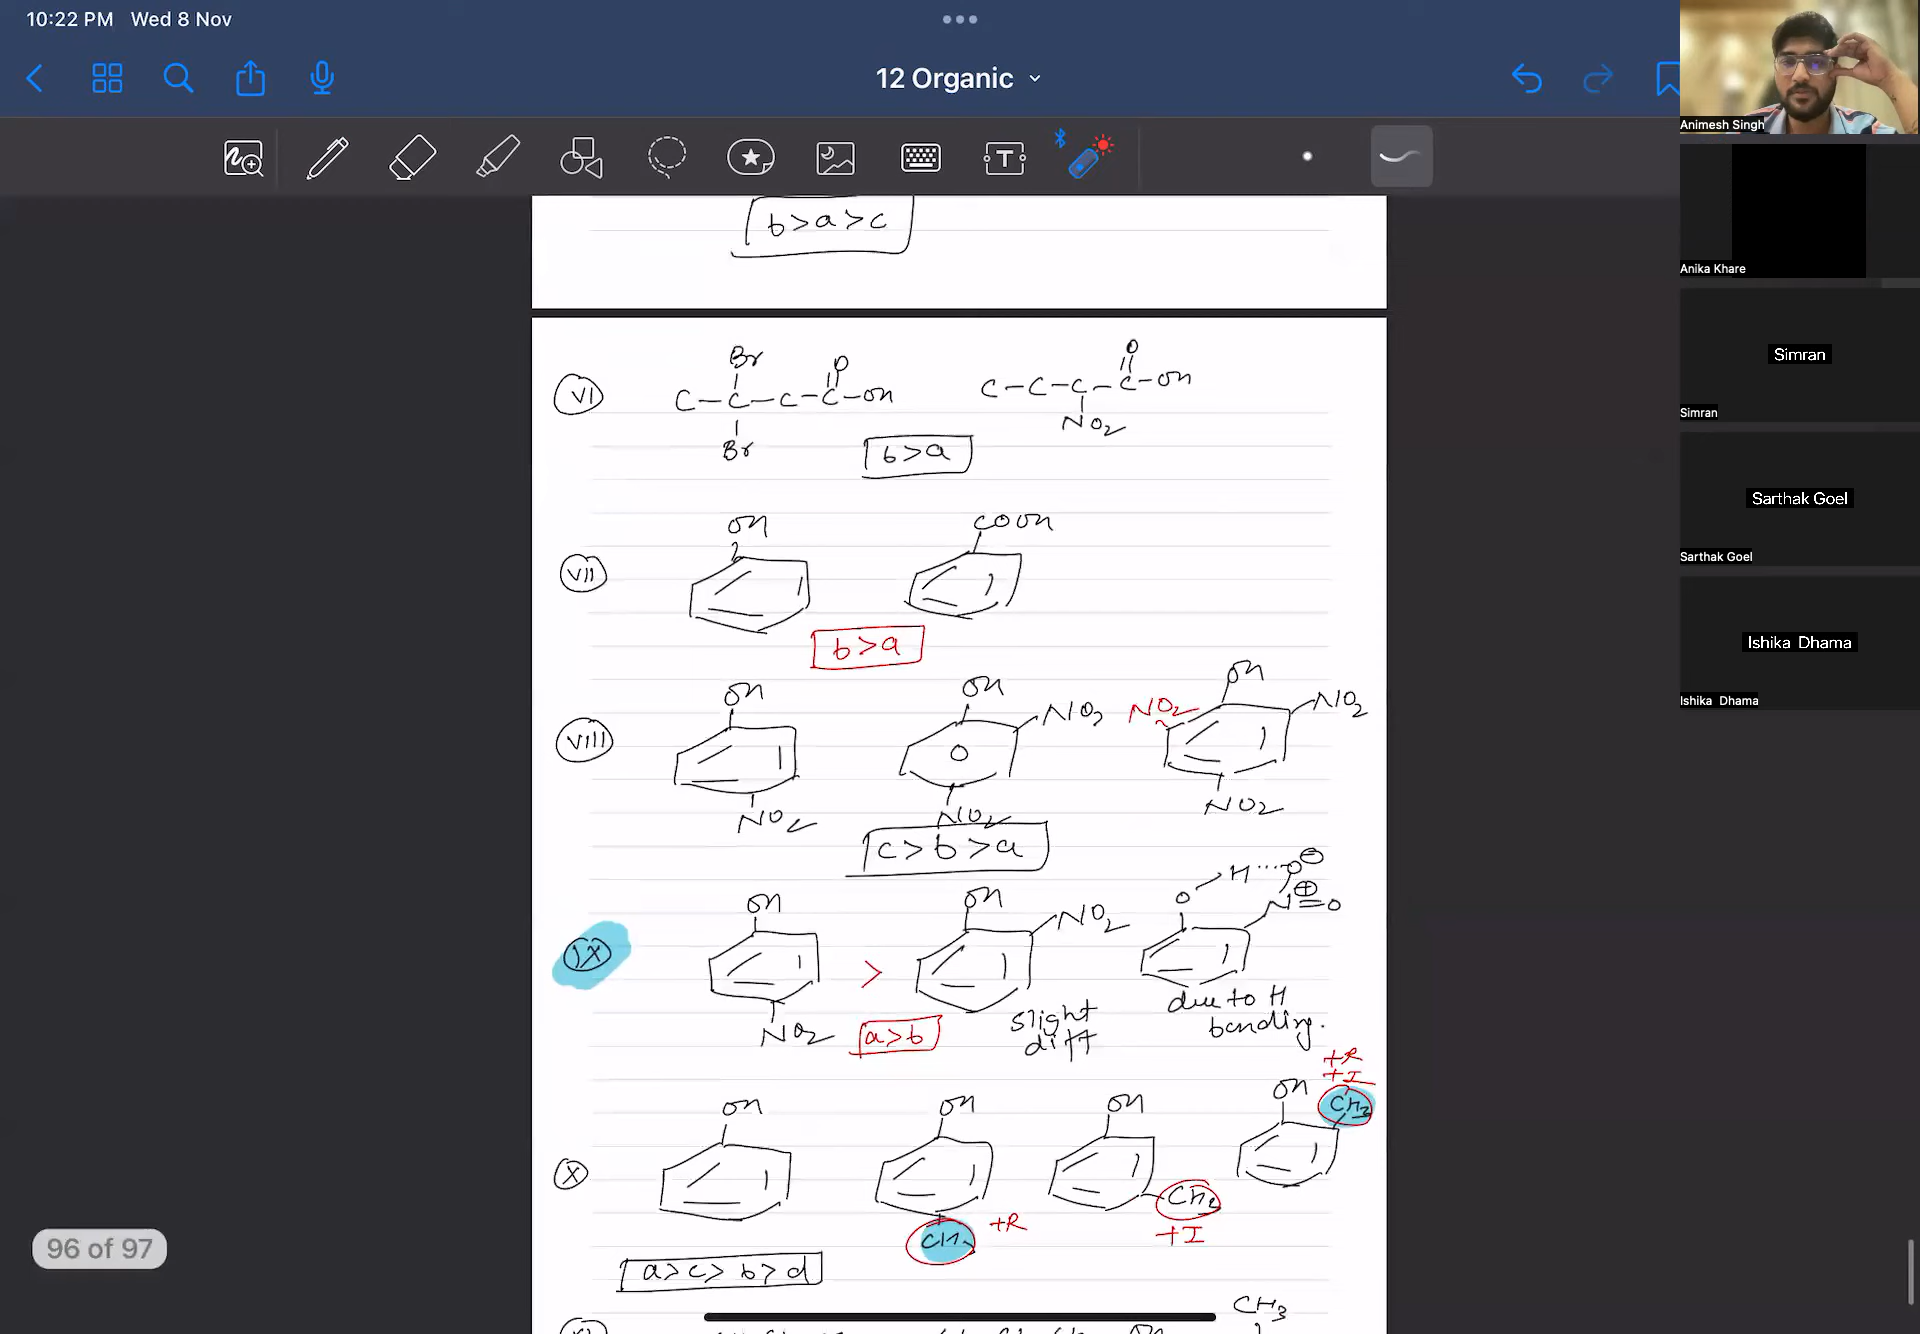 10:22 PM Wed 8 Nov
12 Organic
Animesh Singh
Anika Khare
Simran
Simran
Sarthak Goel
Sarthak Goel
Ishika Dhama
Ishika Dhama
b>a>c
VI
Br
C-C-C-C-OH
O
Br
C-C-C-C-OH
O
NO2
b>a
VII
OH
COOH
b>a
VIII
OH
NO2
OH
NO2
NO2
OH
NO2
NO2
NO2
c>b>a
IX
OH
NO2
>
OH
NO2
a>b
slight
diff
O-H...O⊖
N⊕=O
due to H
bonding.
X
OH
OH
CH3
+R
OH
CH3
+I
OH
CH3
+R
+I
a>c>b>d
CH3
96 of 97